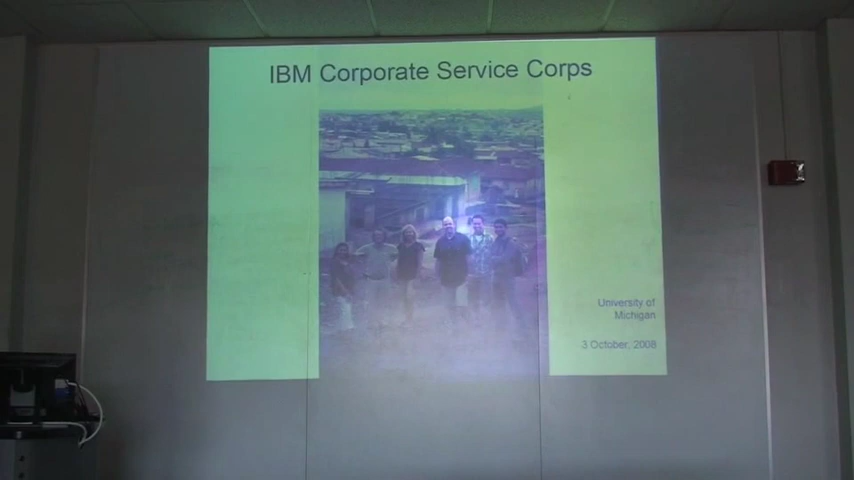 IBM Corporate Service Corps
University of
Michigan
3 October, 2008